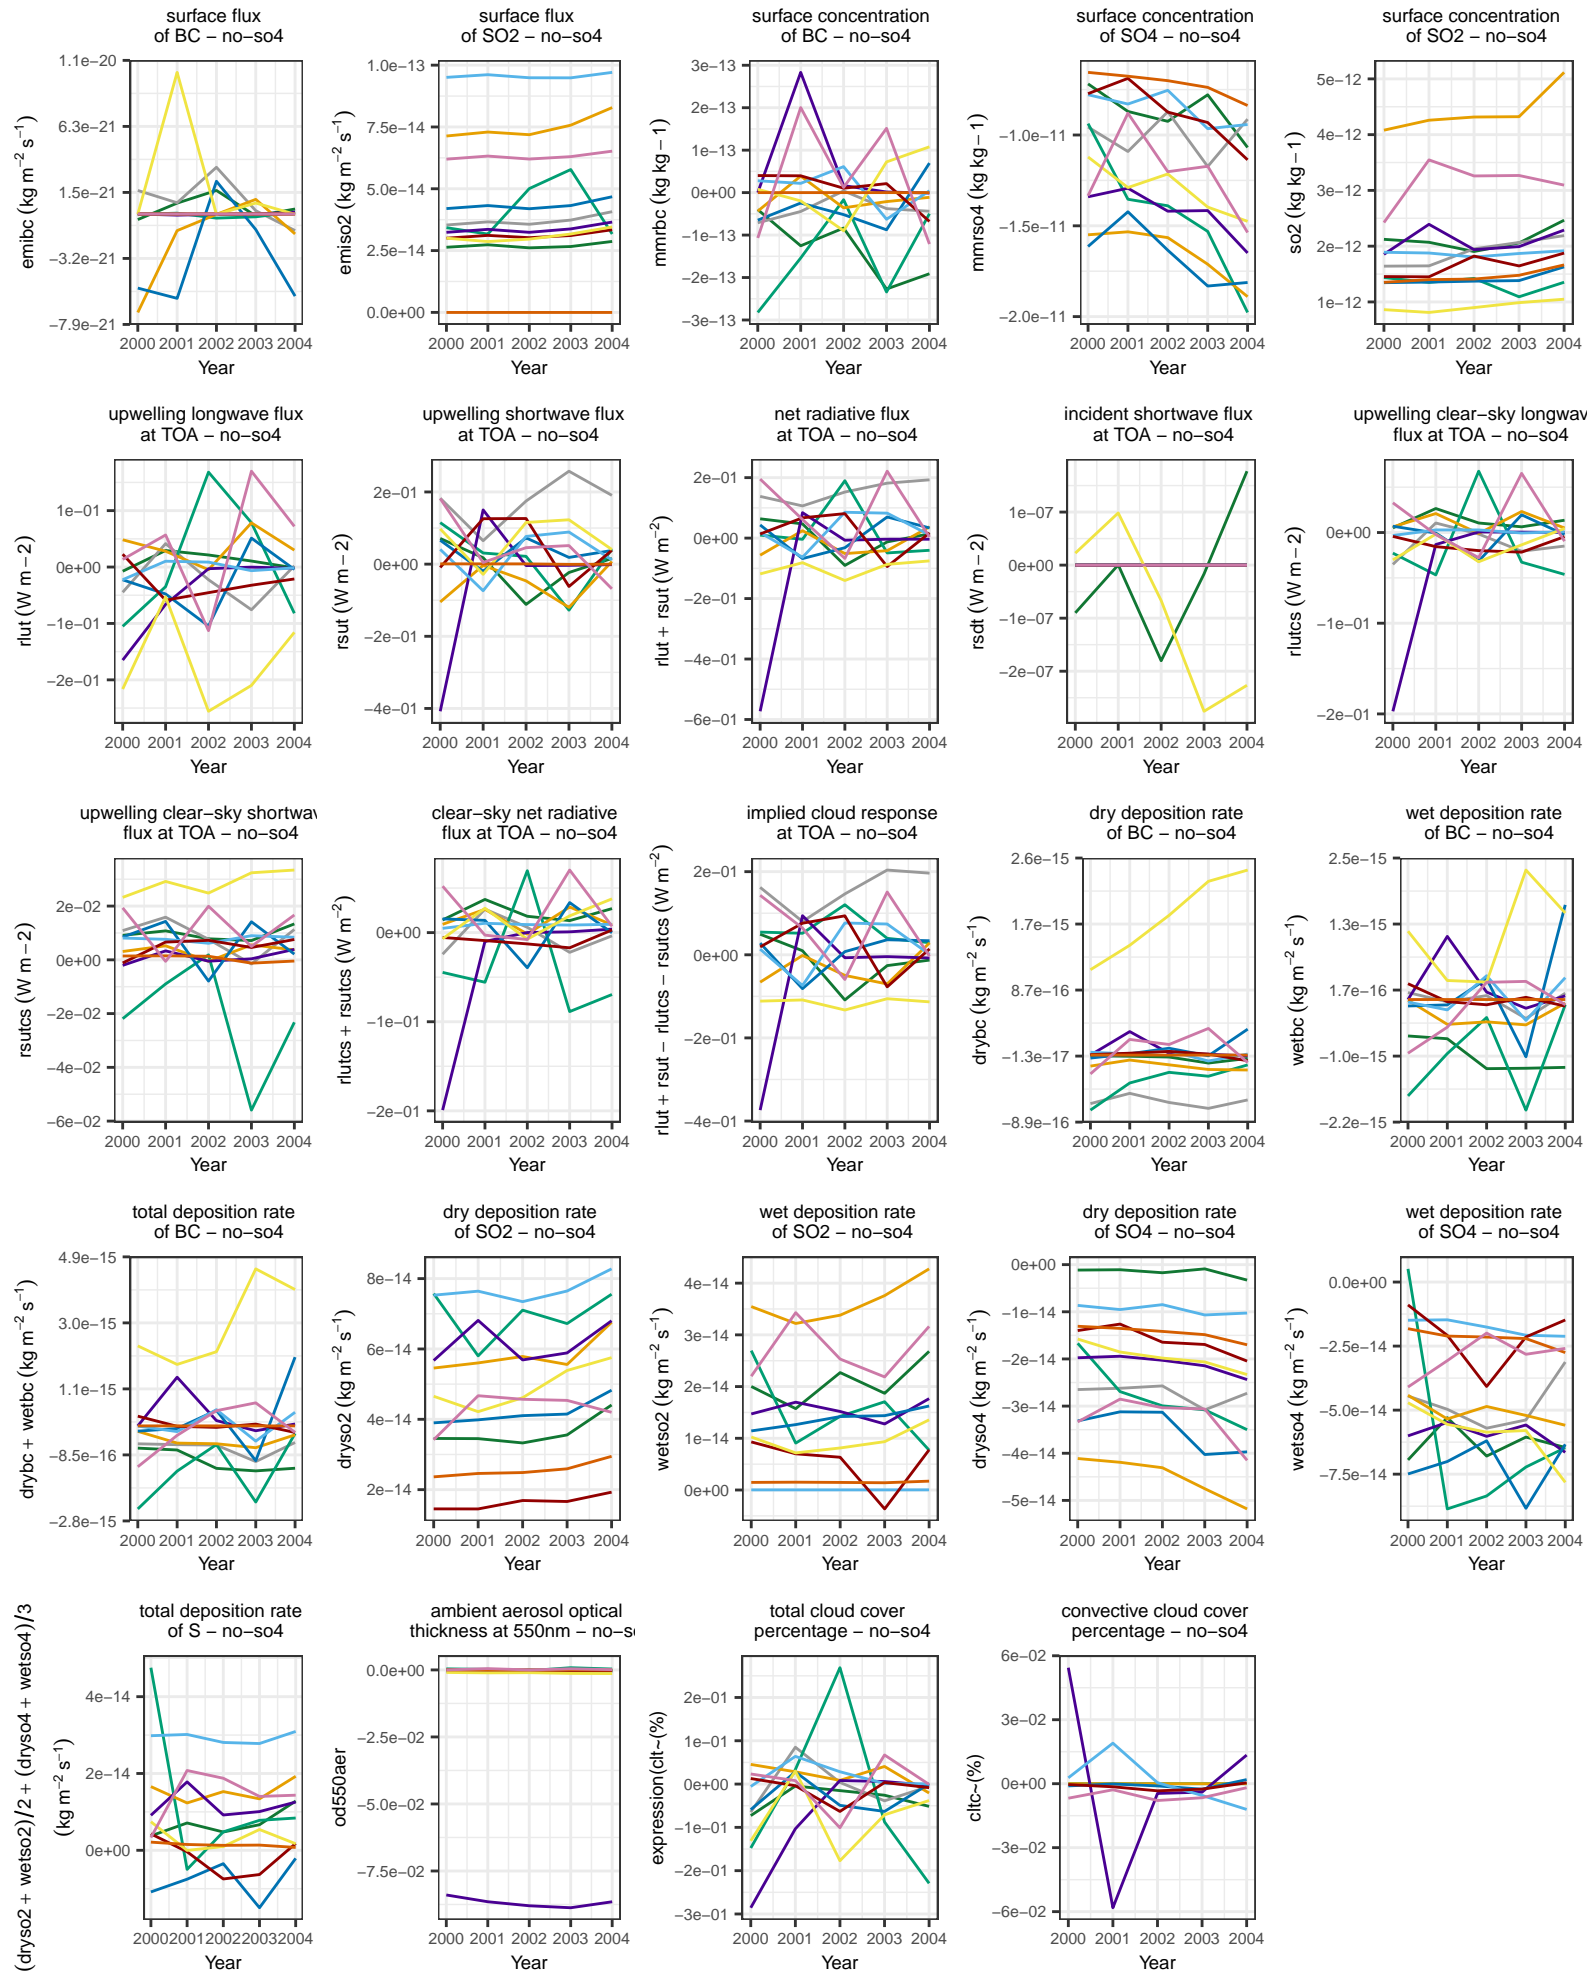 surface flux
of BC − no−so4
surface flux
of SO2 − no−so4
surface concentration
of BC − no−so4
surface concentration
of SO4 − no−so4
surface concentration
of SO2 − no−so4
emibc (kg m−2 s−1)
1.1e−20
6.3e−21
1.5e−21
−3.2e−21
−7.9e−21
2000 2001 2002 2003 2004
Year
emiso2 (kg m−2 s−1)
1.0e−13
7.5e−14
5.0e−14
2.5e−14
0.0e+00
2000 2001 2002 2003 2004
Year
mmrbc (kg kg−1)
3e−13
2e−13
1e−13
0e+00
−1e−13
−2e−13
−3e−13
2000 2001 2002 2003 2004
Year
mmrso4 (kg kg−1)
−1.0e−11
−1.5e−11
−2.0e−11
2000 2001 2002 2003 2004
Year
so2 (kg kg−1)
5e−12
4e−12
3e−12
2e−12
1e−12
2000 2001 2002 2003 2004
Year
upwelling longwave flux
at TOA − no−so4
upwelling shortwave flux
at TOA − no−so4
net radiative flux
at TOA − no−so4
incident shortwave flux
at TOA − no−so4
upwelling clear−sky longwav
flux at TOA − no−so4
rlut (W m−2)
1e−01
0e+00
−1e−01
−2e−01
2000 2001 2002 2003 2004
Year
rsut (W m−2)
2e−01
0e+00
−2e−01
−4e−01
2000 2001 2002 2003 2004
Year
rlut + rsut (W m−2)
2e−01
0e+00
−2e−01
−4e−01
−6e−01
2000 2001 2002 2003 2004
Year
rsdt (W m−2)
1e−07
0e+00
−1e−07
−2e−07
2000 2001 2002 2003 2004
Year
rlutcs (W m−2)
0e+00
−1e−01
−2e−01
2000 2001 2002 2003 2004
Year
upwelling clear−sky shortwav
flux at TOA − no−so4
clear−sky net radiative
flux at TOA − no−so4
implied cloud response
at TOA − no−so4
dry deposition rate
of BC − no−so4
wet deposition rate
of BC − no−so4
rsutcs (W m−2)
2e−02
0e+00
−2e−02
−4e−02
−6e−02
2000 2001 2002 2003 2004
Year
rlutcs + rsutcs (W m−2)
0e+00
−1e−01
−2e−01
2000 2001 2002 2003 2004
Year
rlut + rsut − rlutcs − rsutcs (W m−2)
2e−01
0e+00
−2e−01
−4e−01
2000 2001 2002 2003 2004
Year
drybc (kg m−2 s−1)
2.6e−15
1.7e−15
8.7e−16
−1.3e−17
−8.9e−16
2000 2001 2002 2003 2004
Year
wetbc (kg m−2 s−1)
2.5e−15
1.3e−15
1.7e−16
−1.0e−15
−2.2e−15
2000 2001 2002 2003 2004
Year
total deposition rate
of BC − no−so4
dry deposition rate
of SO2 − no−so4
wet deposition rate
of SO2 − no−so4
dry deposition rate
of SO4 − no−so4
wet deposition rate
of SO4 − no−so4
drybc + wetbc (kg m−2 s−1)
4.9e−15
3.0e−15
1.1e−15
−8.5e−16
−2.8e−15
2000 2001 2002 2003 2004
Year
dryso2 (kg m−2 s−1)
8e−14
6e−14
4e−14
2e−14
2000 2001 2002 2003 2004
Year
wetso2 (kg m−2 s−1)
4e−14
3e−14
2e−14
1e−14
0e+00
2000 2001 2002 2003 2004
Year
dryso4 (kg m−2 s−1)
0e+00
−1e−14
−2e−14
−3e−14
−4e−14
−5e−14
2000 2001 2002 2003 2004
Year
wetso4 (kg m−2 s−1)
0.0e+00
−2.5e−14
−5.0e−14
−7.5e−14
2000 2001 2002 2003 2004
Year
total deposition rate
of S − no−so4
ambient aerosol optical
thickness at 550nm − no−s
total cloud cover
percentage − no−so4
convective cloud cover
percentage − no−so4
(dryso2 + wetso2)/2 + (dryso4 + wetso4)/3
(kg m−2 s−1)
4e−14
2e−14
0e+00
2000 2001 2002 2003 2004
Year
od550aer
0.0e+00
−2.5e−02
−5.0e−02
−7.5e−02
2000 2001 2002 2003 2004
Year
expression(clt~(%)
2e−01
1e−01
0e+00
−1e−01
−2e−01
−3e−01
2000 2001 2002 2003 2004
Year
cltc~(%)
6e−02
3e−02
0e+00
−3e−02
−6e−02
2000 2001 2002 2003 2004
Year